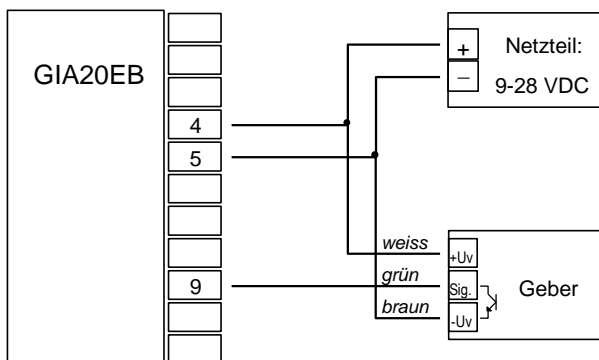 GIA20EB
4
5
9
+
−
Netzteil:
9-28 VDC
weiss
grün
braun
+Uv
Sig.
-Uv
Geber